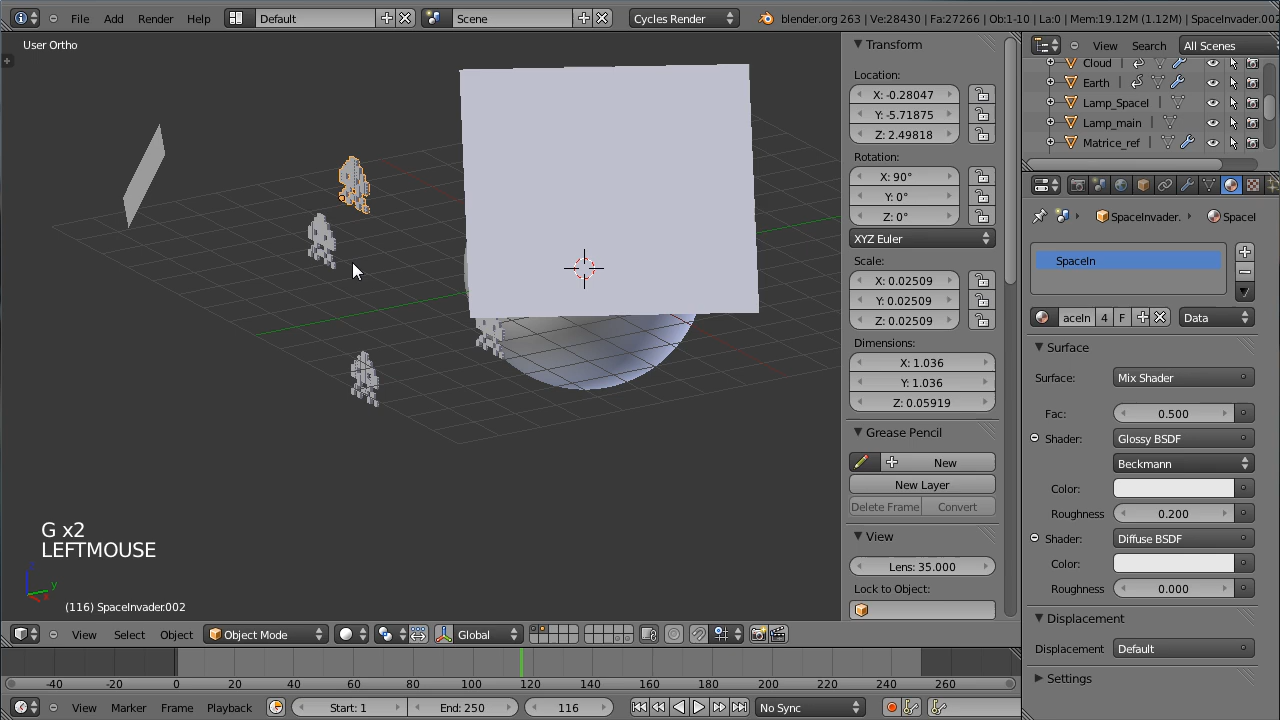 File Add Render Help Default Scene Cycles Render blender.org 263 | Ve:28430 | Fa:27266 | Ob:1-10 | La:0 | Mem:19.12M (1.12M) | SpaceInvader.002
User Ortho
Transform
Location:
X: -0.28047
Y: -5.71875
Z: 2.49818
Rotation:
X: 90°
Y: 0°
Z: 0°
XYZ Euler
Scale:
X: 0.02509
Y: 0.02509
Z: 0.02509
Dimensions:
X: 1.036
Y: 1.036
Z: 0.05919
Grease Pencil
New
New Layer
Delete Frame Convert
View
Lens: 35.000
Lock to Object:
G x2
LEFTMOUSE
z
y
x
(116) SpaceInvader.002
View Select Object Object Mode Global
-40 -20 0 20 40 60 80 100 120 140 160 180 200 220 240 260
View Marker Frame Playback Start: 1 End: 250 116 No Sync
View Search All Scenes
Cloud
Earth
Lamp_SpaceI
Lamp_main
Matrice_ref
SpaceInvader. SpaceI
SpaceIn
aceIn 4 F Data
Surface
Surface: Mix Shader
Fac: 0.500
Shader: Glossy BSDF
Beckmann
Color:
Roughness 0.200
Shader: Diffuse BSDF
Color:
Roughness 0.000
Displacement
Displacement Default
Settings